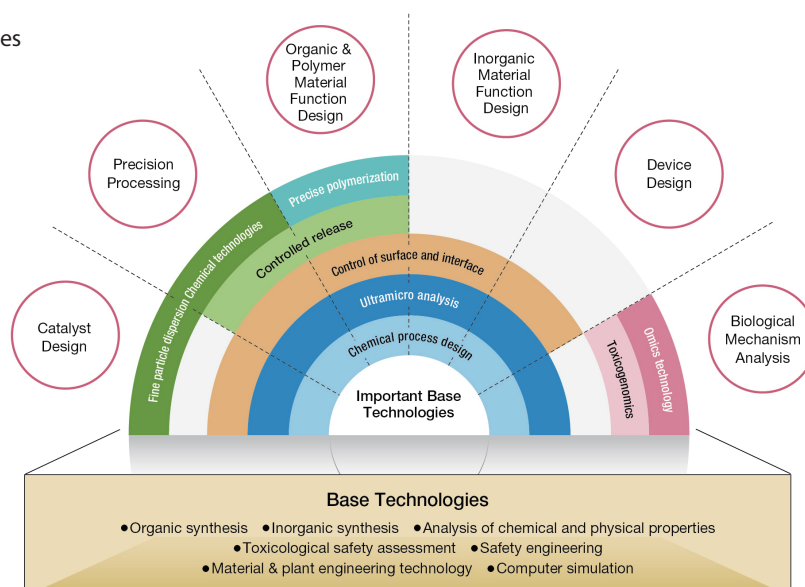 es
Organic &
Polymer
Material
Function
Design
Inorganic
Material
Function
Design
Precision
Processing
Device
Design
Catalyst
Design
Biological
Mechanism
Analysis
Fine particle dispersion Chemical technologies
Precise polymerization
Controlled release
Control of surface and interface
Ultramicro analysis
Chemical process design
Toxicogenomics
Omics technology
Important Base
Technologies
Base Technologies
●Organic synthesis ●Inorganic synthesis ●Analysis of chemical and physical properties
●Toxicological safety assessment ●Safety engineering
●Material & plant engineering technology ●Computer simulation